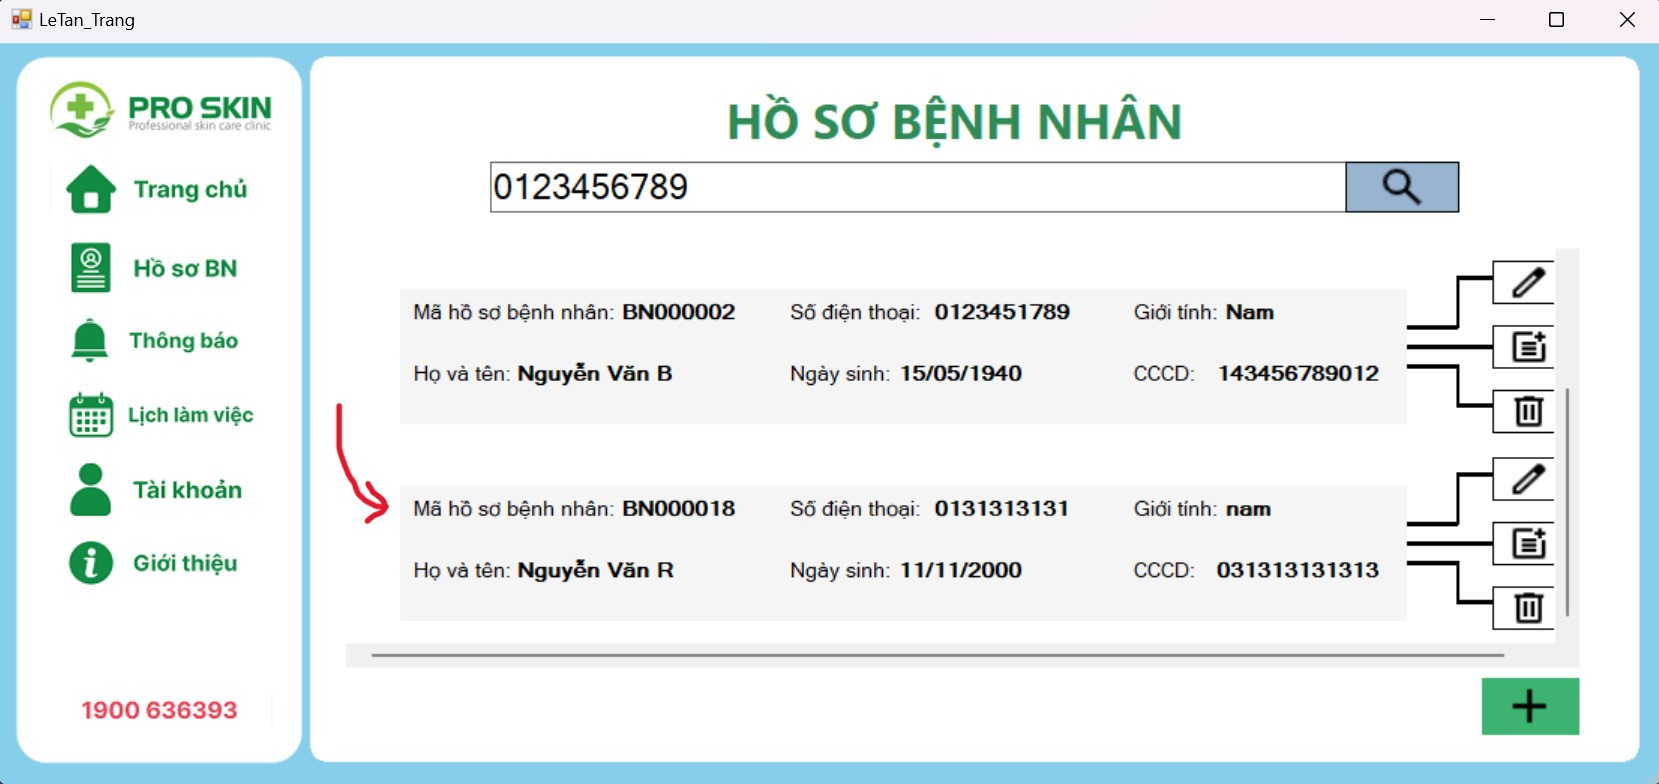 LeTan_Trang
PRO SKIN
Professional skin care clinic
Trang chủ
Hồ sơ BN
Thông báo
Lịch làm việc
Tài khoản
Giới thiệu
1900 636393
HỒ SƠ BỆNH NHÂN
0123456789
Mã hồ sơ bệnh nhân: BN000002 Số điện thoại: 0123451789 Giới tính: Nam
Họ và tên: Nguyễn Văn B Ngày sinh: 15/05/1940 CCCD: 143456789012
Mã hồ sơ bệnh nhân: BN000018 Số điện thoại: 0131313131 Giới tính: nam
Họ và tên: Nguyễn Văn R Ngày sinh: 11/11/2000 CCCD: 031313131313